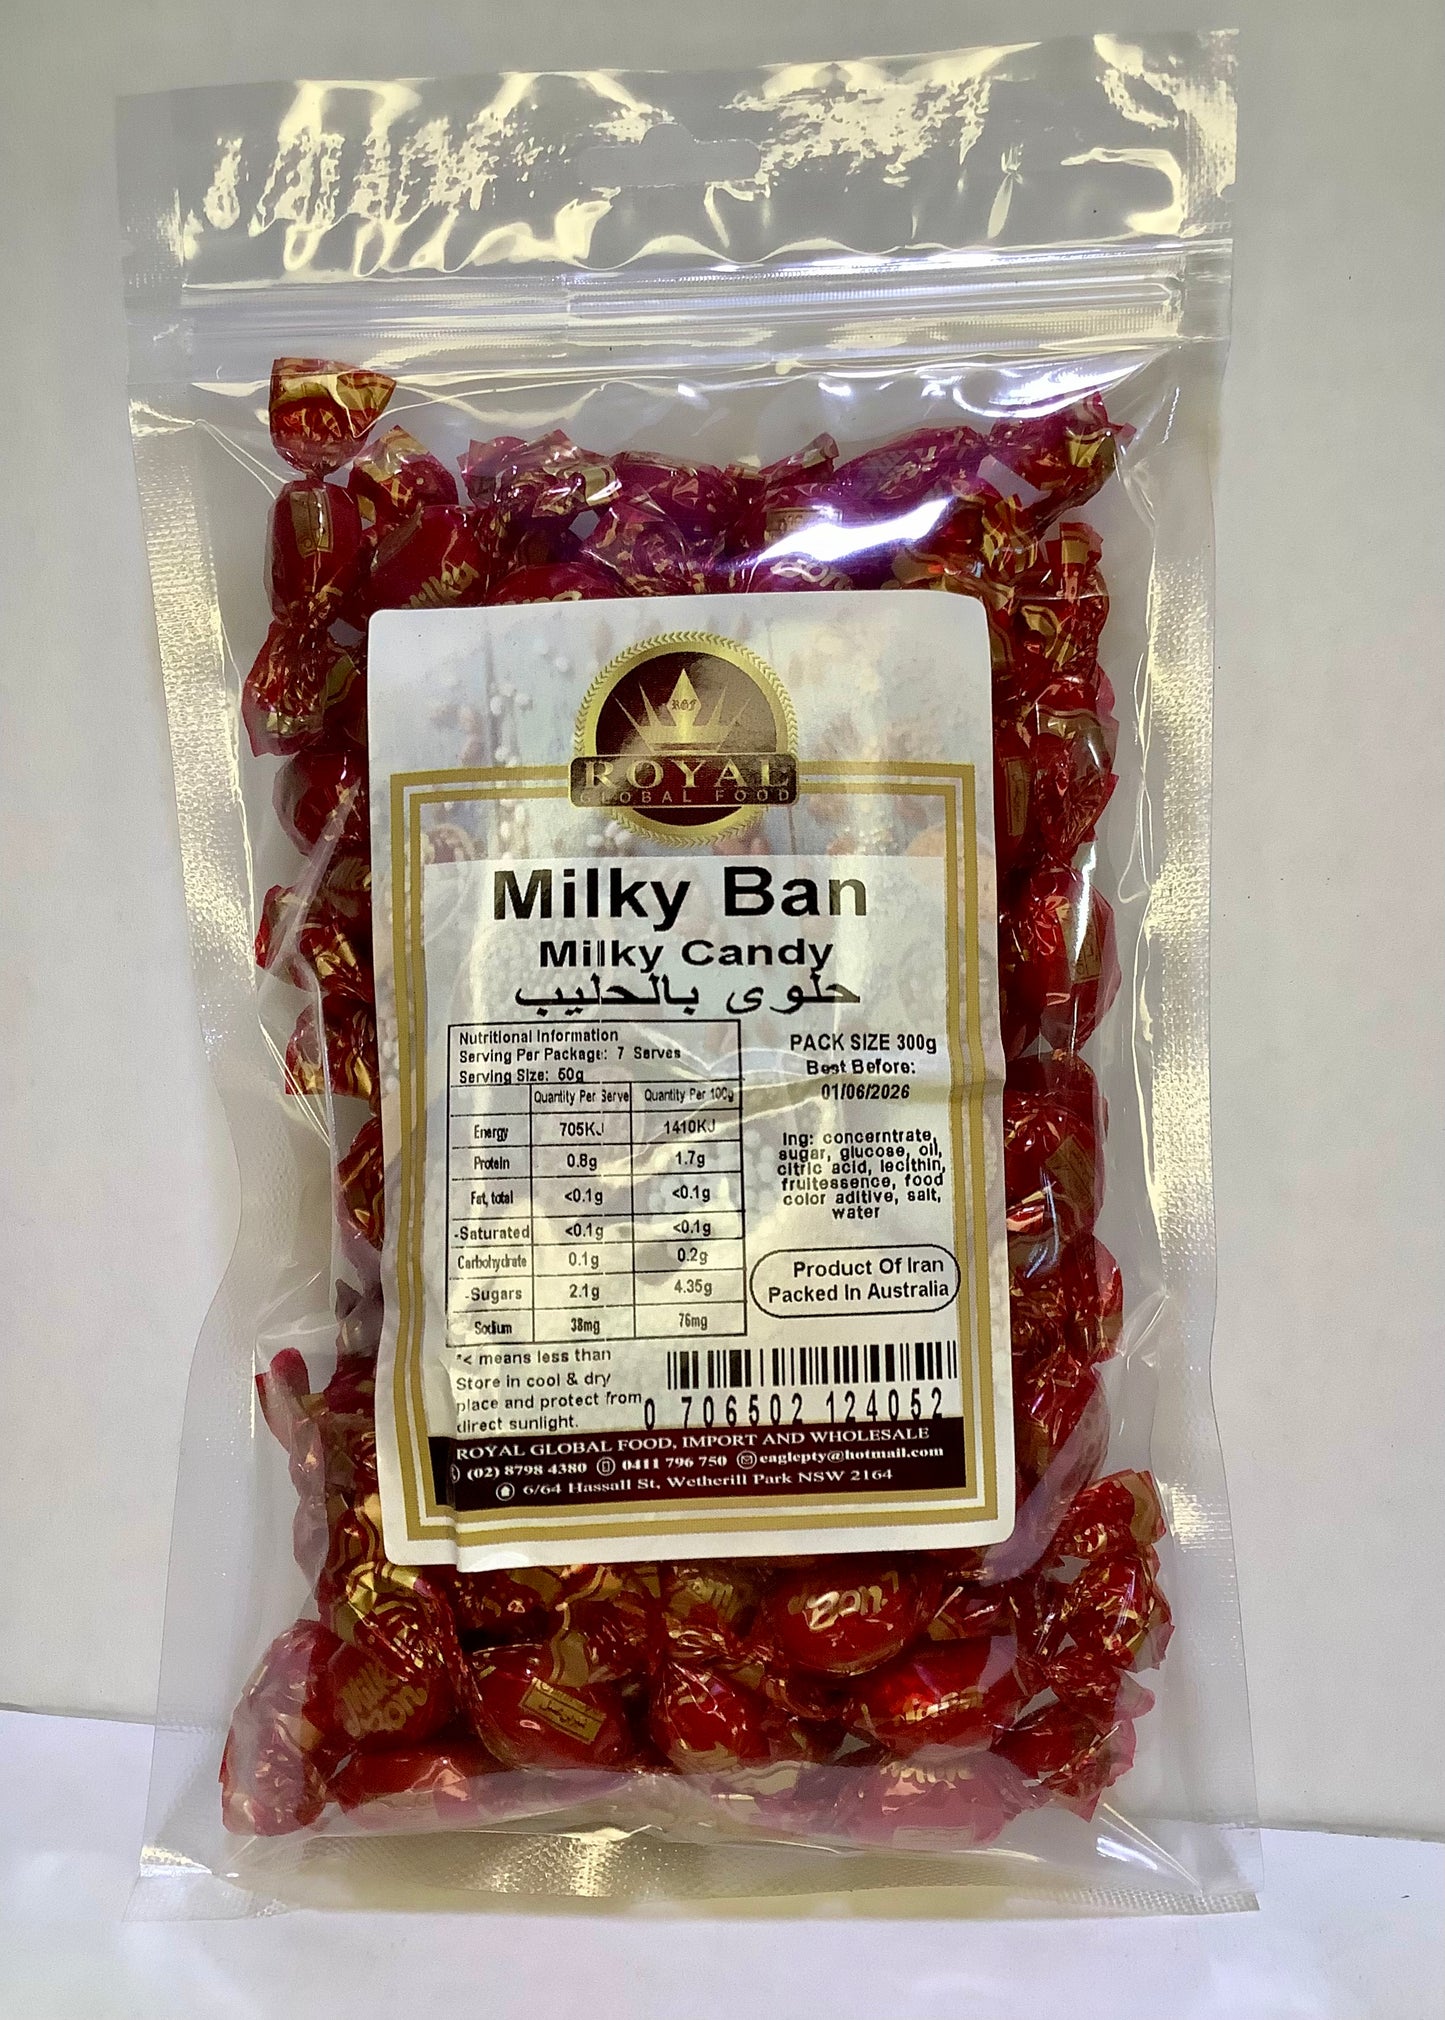 RGF
ROYAL
GLOBAL FOOD
Milky Ban
Milky Candy
حلوى بالحليب
Nutritional Information
Serving Per Package: 7 Serves
Serving Size: 50g
Quantity Per Serve Quantity Per 100g
Energy 705KJ 1410KJ
Protein 0.8g 1.7g
Fat, total <0.1g <0.1g
-Saturated <0.1g <0.1g
Carbohydrate 0.1g 0.2g
-Sugars 2.1g 4.35g
Sodium 38mg 76mg
*< means less than
Store in cool & dry
place and protect from
direct sunlight.
PACK SIZE 300g
Best Before:
01/06/2026
Ing: concerntrate,
sugar, glucose, oil,
citric acid, lecithin,
fruitessence, food
color aditive, salt,
water
Product Of Iran
Packed In Australia
0 706502 124052
ROYAL GLOBAL FOOD, IMPORT AND WHOLESALE
(02) 8798 4380 0411 796 750 eaglepty@hotmail.com
6/64 Hassall St, Wetherill Park NSW 2164
Milky
Bon